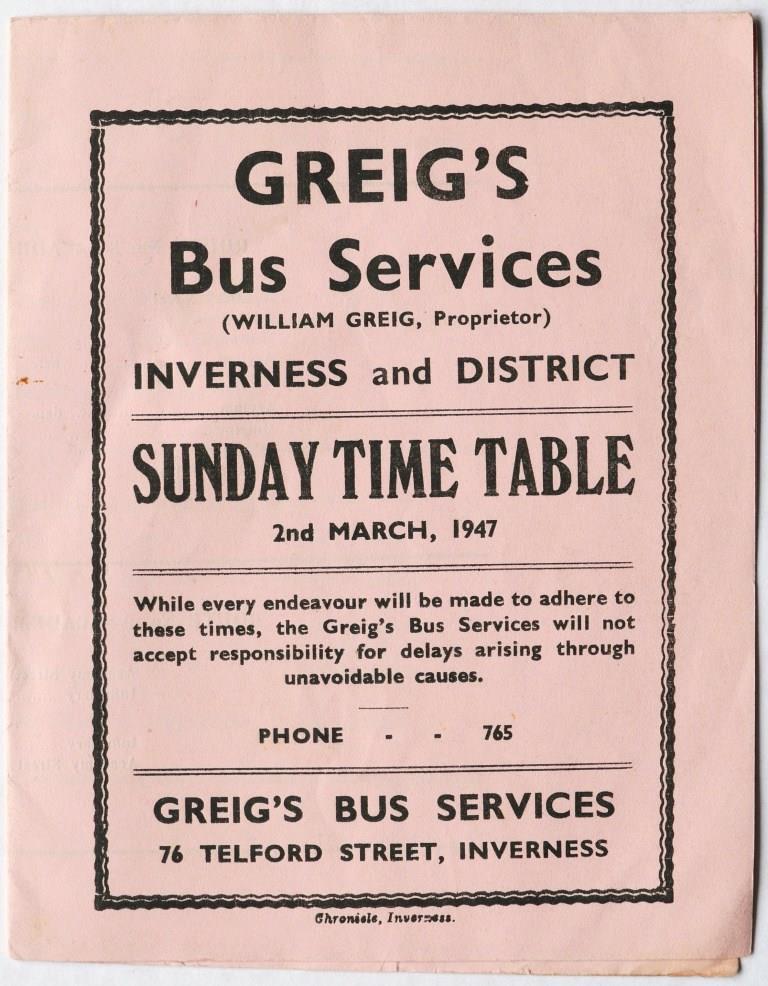 GREIG'S
Bus Services
(WILLIAM GREIG, Proprietor)
INVERNESS and DISTRICT
SUNDAY TIME TABLE
2nd MARCH, 1947
While every endeavour will be made to adhere to
these times, the Greig's Bus Services will not
accept responsibility for delays arising through
unavoidable causes.
PHONE - - 765
GREIG'S BUS SERVICES
76 TELFORD STREET, INVERNESS
Chronicle, Inverness.